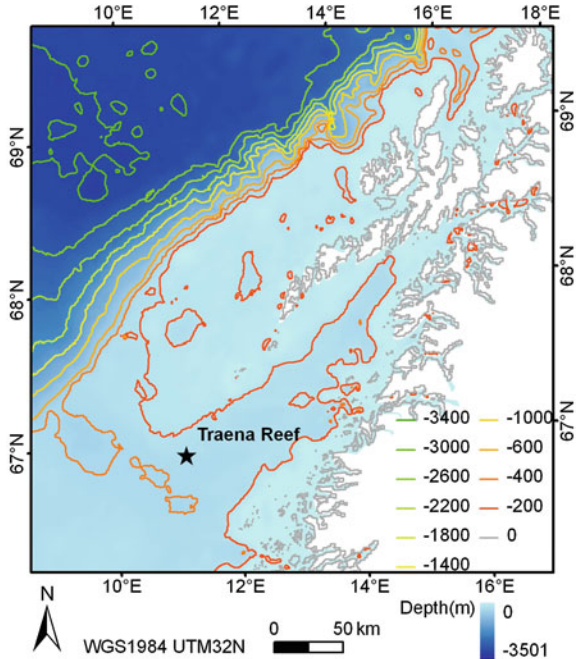 10°E 12°E 14°E 16°E 18°E
69°N 69°N
68°N 68°N
67°N 67°N
Traena Reef
-3400 -1000
-3000 -600
-2600 -400
-2200 -200
-1800 0
-1400
10°E 12°E 14°E 16°E
N
WGS1984 UTM32N
0 50 km
Depth(m)
0
-3501